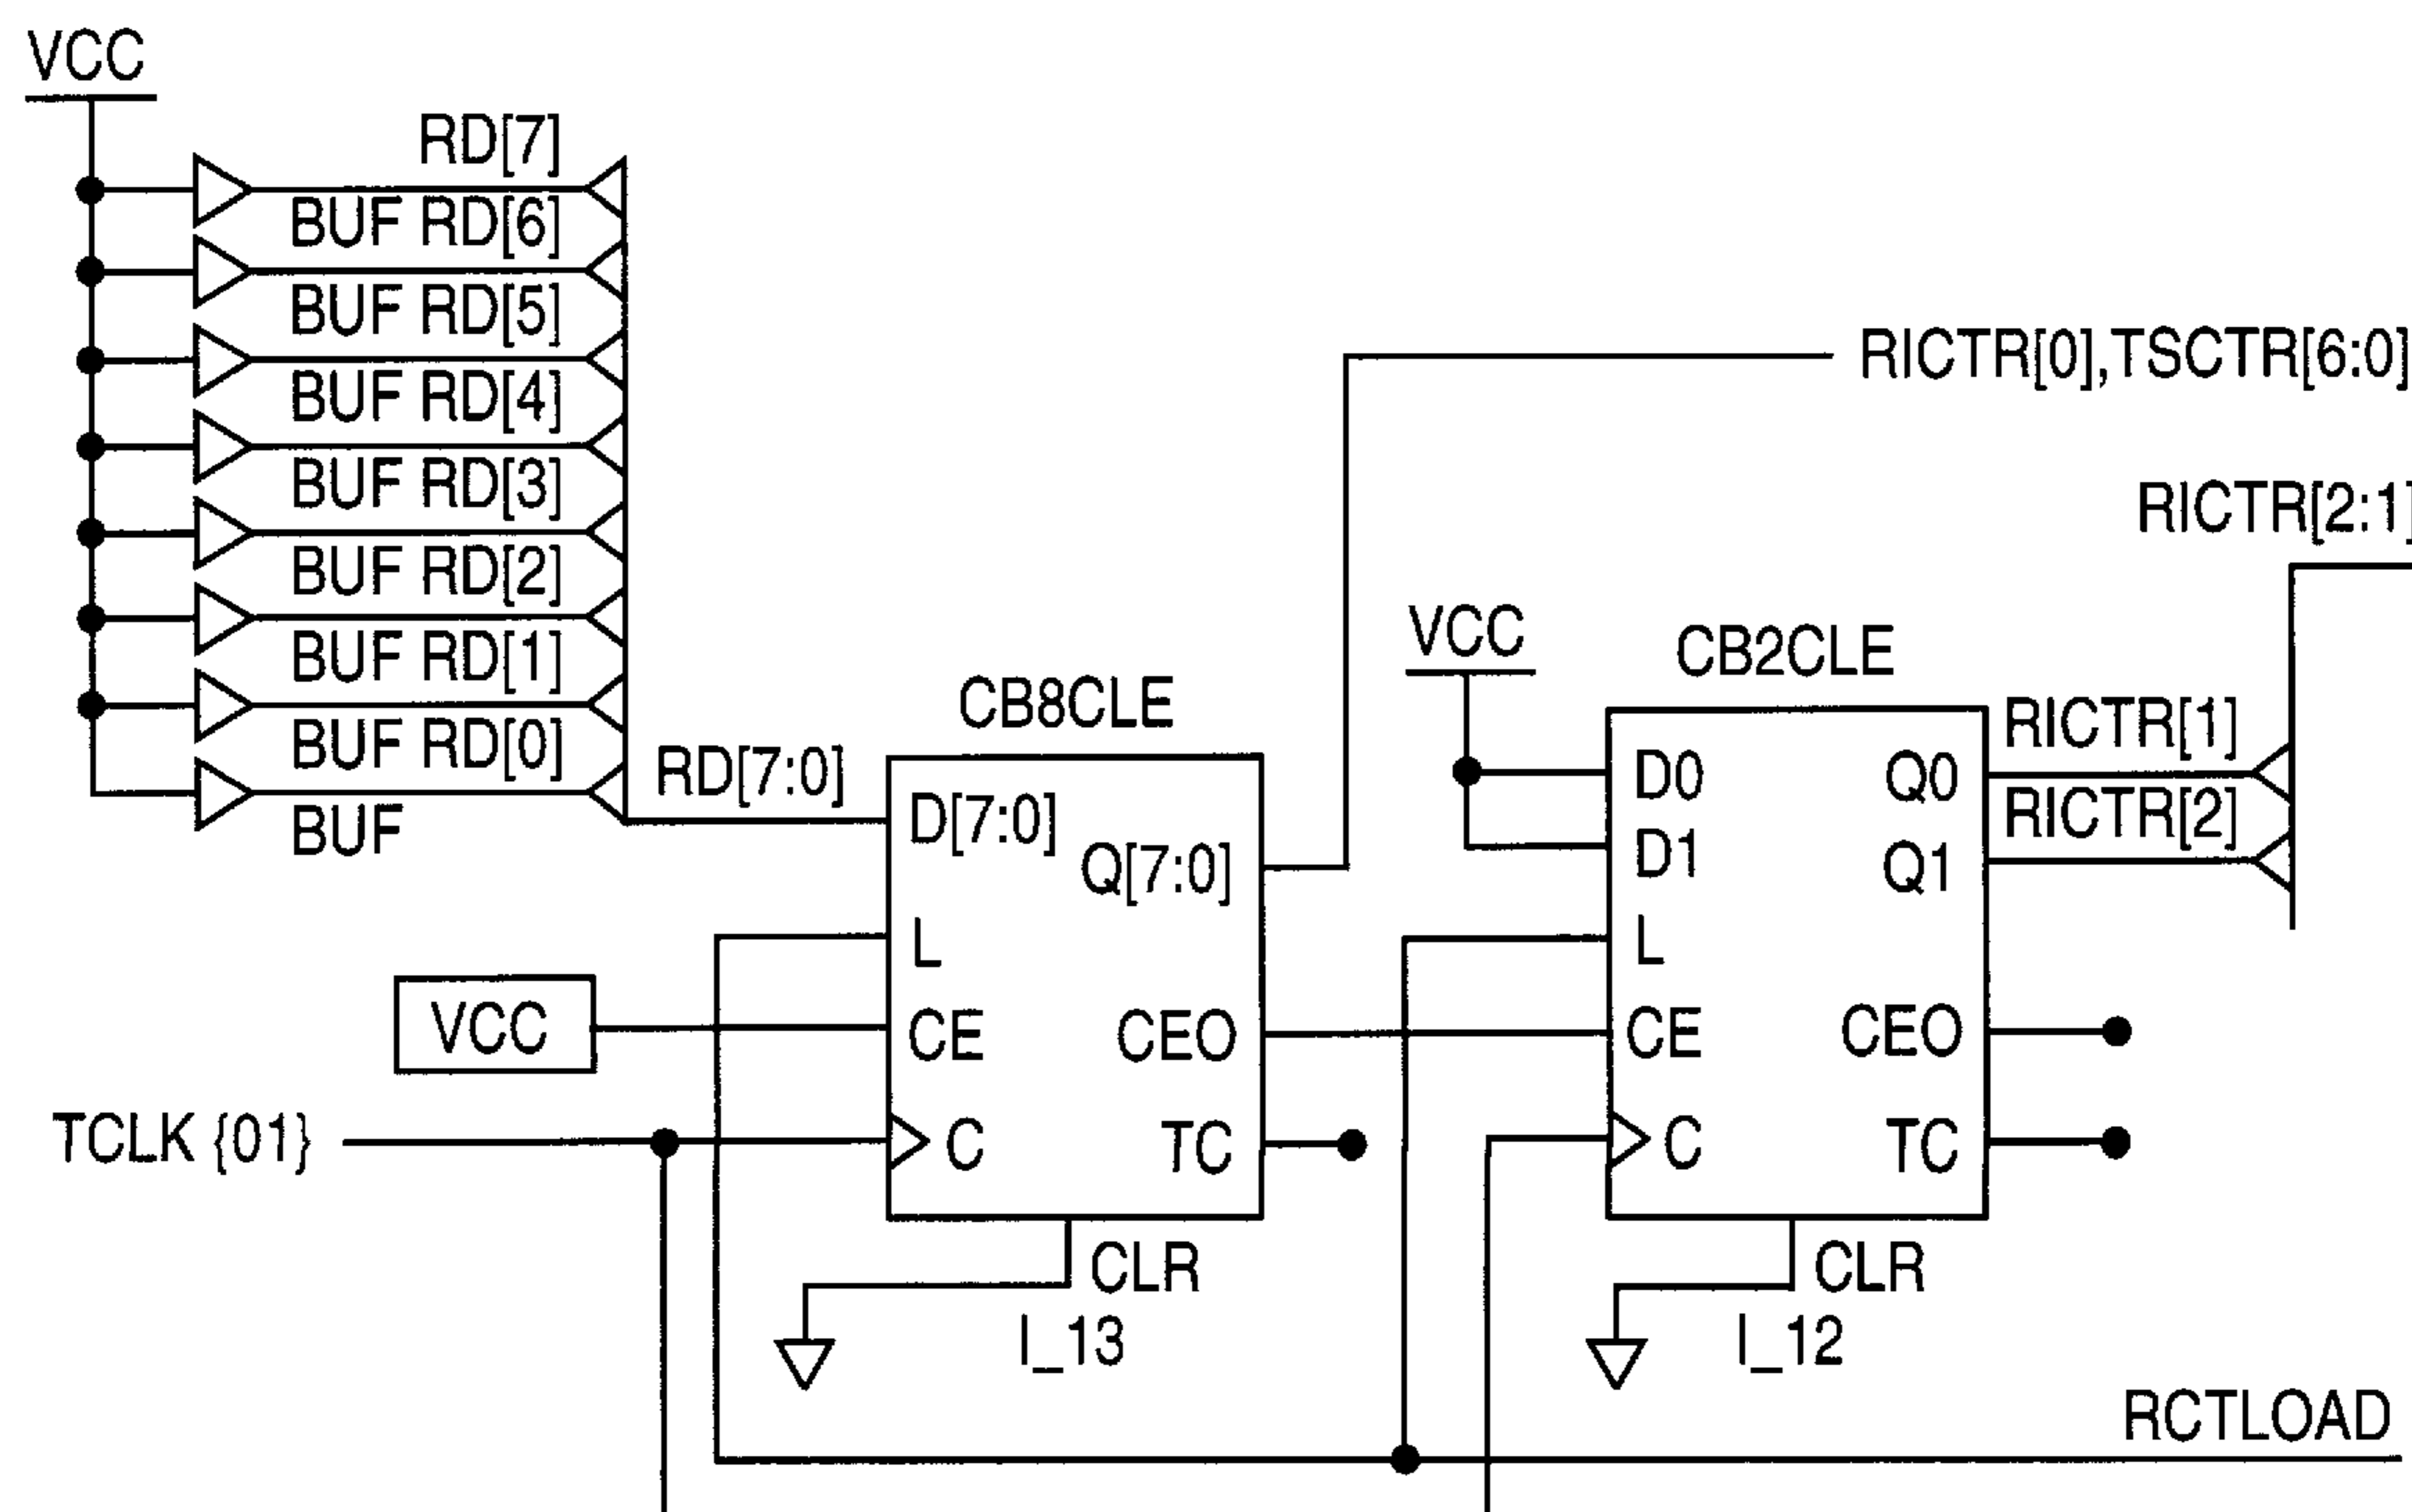 VCC
RD[7]
BUF RD[6]
BUF RD[5]
BUF RD[4]
BUF RD[3]
BUF RD[2]
BUF RD[1]
BUF RD[0]
BUF
RD[7:0]
CB8CLE
D[7:0]
Q[7:0]
L
VCC
CE
CEO
TCLK {01}
C
TC
CLR
I_13
RICTR[0],TSCTR[6:0]
RICTR[2:1]
VCC
CB2CLE
D0
Q0
RICTR[1]
D1
Q1
RICTR[2]
L
CE
CEO
C
TC
CLR
I_12
RCTLOAD